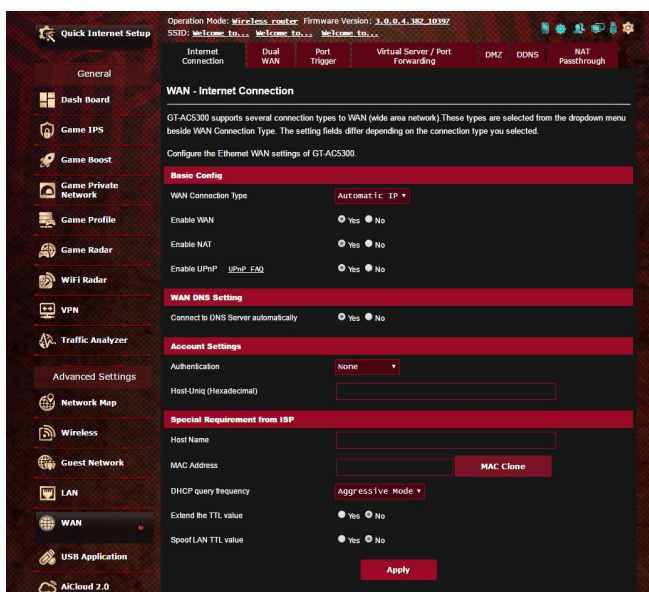 Quick Internet Setup
General
Dash Board
Game IPS
Game Boost
Game Private
Network
Game Profile
Game Radar
WiFi Radar
VPN
Traffic Analyzer
Advanced Settings
Network Map
Wireless
Guest Network
LAN
WAN
USB Application
AiCloud 2.0
Operation Mode: Wireless router Firmware Version: 3.0.0.4.382_10397
SSID: Welcome to... Welcome to... Welcome to...
Internet Connection
Dual WAN
Port Trigger
Virtual Server / Port Forwarding
DMZ
DDNS
NAT Passthrough
WAN - Internet Connection
GT-AC5300 supports several connection types to WAN (wide area network).These types are selected from the dropdown menu
beside WAN Connection Type. The setting fields differ depending on the connection type you selected.
Configure the Ethernet WAN settings of GT-AC5300.
Basic Config
WAN Connection Type Automatic IP
Enable WAN Yes No
Enable NAT Yes No
Enable UPnP UPnP FAQ Yes No
WAN DNS Setting
Connect to DNS Server automatically Yes No
Account Settings
Authentication None
Host-Uniq (Hexadecimal)
Special Requirement from ISP
Host Name
MAC Address MAC Clone
DHCP query frequency Aggressive Mode
Extend the TTL value Yes No
Spoof LAN TTL value Yes No
Apply